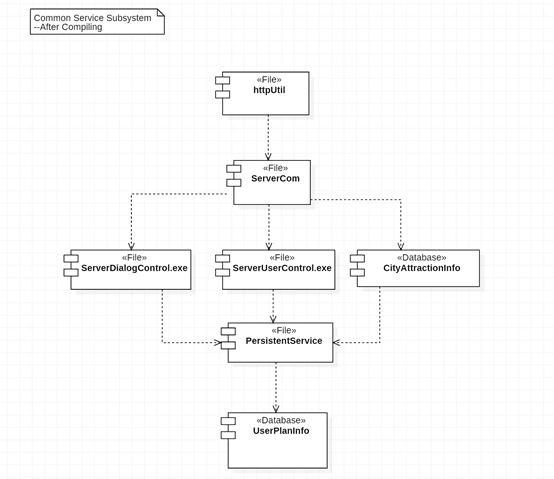 Common Service Subsystem
--After Compiling
«File»
httpUtil
«File»
ServerCom
«File»
ServerDialogControl.exe
«File»
ServerUserControl.exe
«Database»
CityAttractionInfo
«File»
PersistentService
«Database»
UserPlanInfo